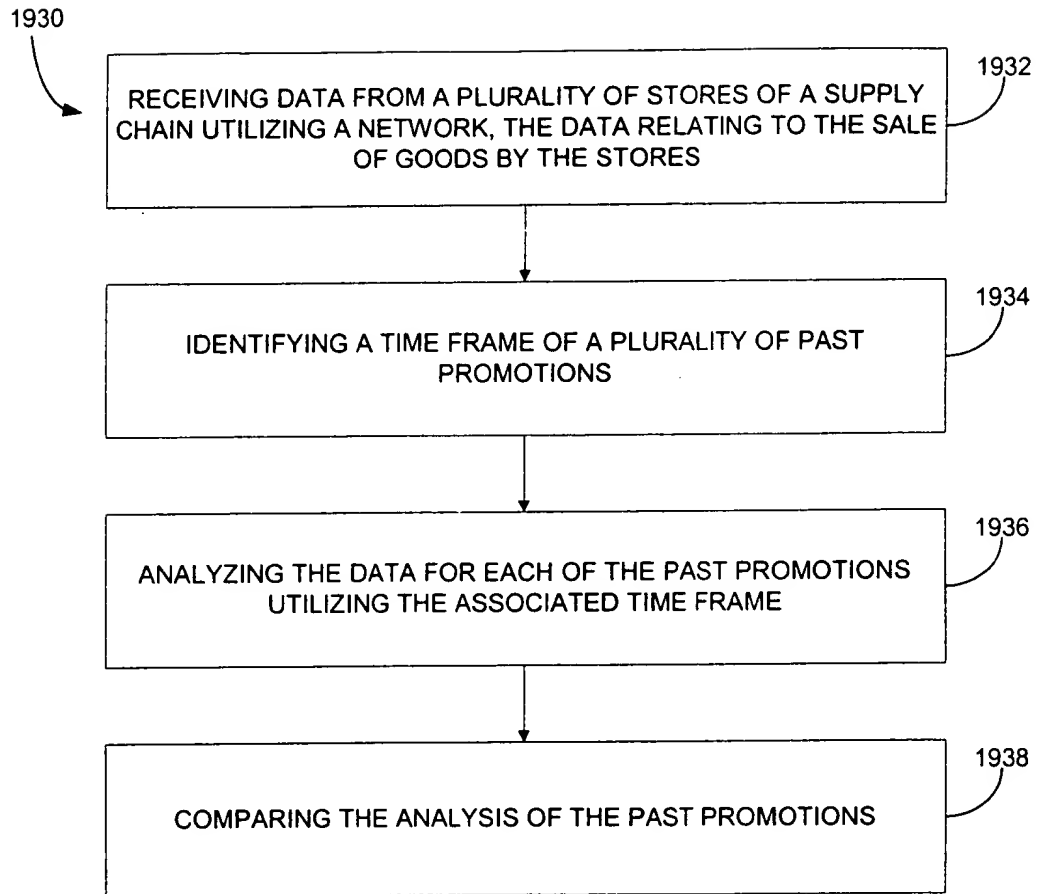 1930
1932
RECEIVING DATA FROM A PLURALITY OF STORES OF A SUPPLY
CHAIN UTILIZING A NETWORK, THE DATA RELATING TO THE SALE
OF GOODS BY THE STORES
1934
IDENTIFYING A TIME FRAME OF A PLURALITY OF PAST
PROMOTIONS
1936
ANALYZING THE DATA FOR EACH OF THE PAST PROMOTIONS
UTILIZING THE ASSOCIATED TIME FRAME
1938
COMPARING THE ANALYSIS OF THE PAST PROMOTIONS